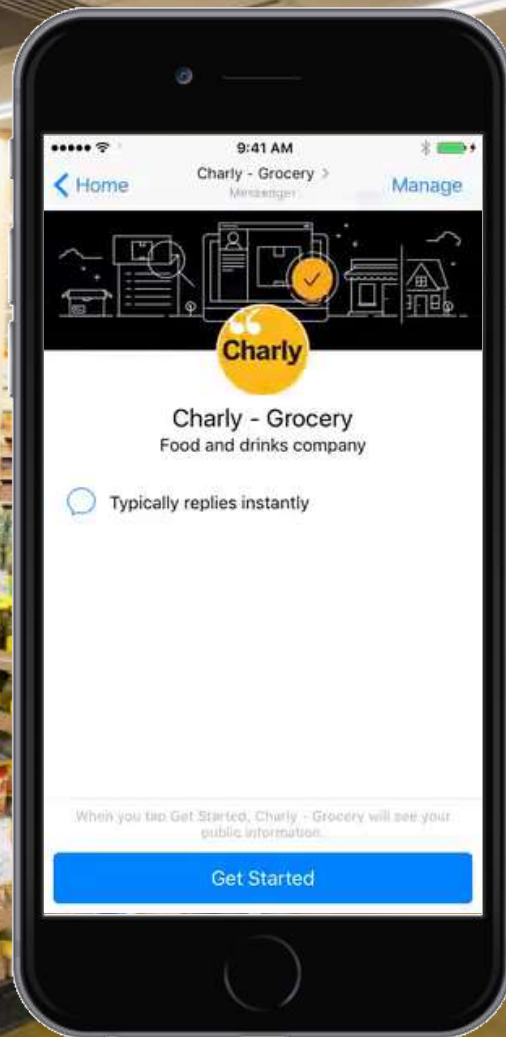 9:41 AM
Home
Charly - Grocery
Messenger
Manage
Charly
Charly - Grocery
Food and drinks company
Typically replies instantly
When you tap Get Started, Charly - Grocery will see your
public information.
Get Started